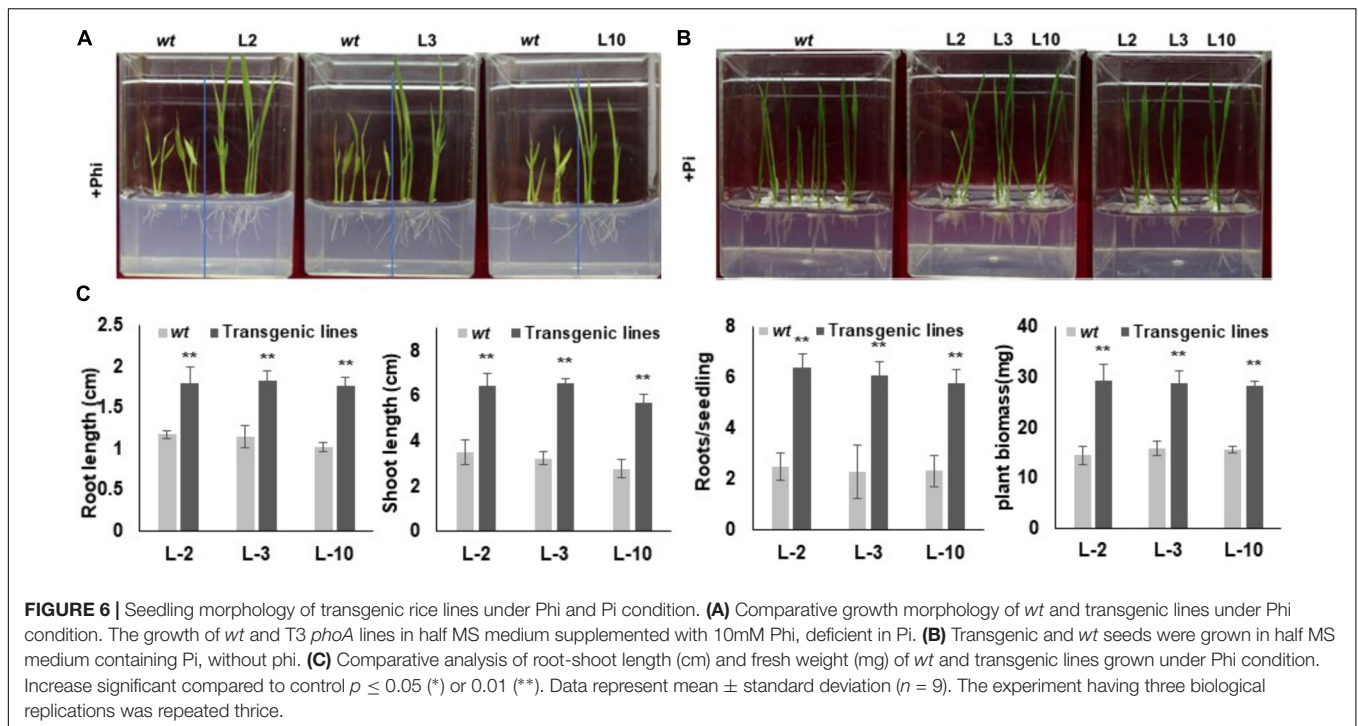 A
wt L2 wt L3 wt L10
+Phi
B
wt L2 L3 L10 L2 L3 L10
+Pi
C
Root length (cm)
2.5
2
1.5
1
0.5
0
wt Transgenic lines
** ** **
L-2 L-3 L-10
Shoot length (cm)
8
6
4
2
0
wt Transgenic lines
** ** **
L-2 L-3 L-10
Roots/seedling
8
6
4
2
0
wt Transgenic lines
** ** **
L-2 L-3 L-10
plant biomass(mg)
40
30
20
10
0
wt Transgenic lines
** ** **
L-2 L-3 L-10
FIGURE 6 | Seedling morphology of transgenic rice lines under Phi and Pi condition. (A) Comparative growth morphology of wt and transgenic lines under Phi
condition. The growth of wt and T3 phoA lines in half MS medium supplemented with 10mM Phi, deficient in Pi. (B) Transgenic and wt seeds were grown in half MS
medium containing Pi, without phi. (C) Comparative analysis of root-shoot length (cm) and fresh weight (mg) of wt and transgenic lines grown under Phi condition.
Increase significant compared to control p ≤ 0.05 (*) or 0.01 (**). Data represent mean ± standard deviation (n = 9). The experiment having three biological
replications was repeated thrice.